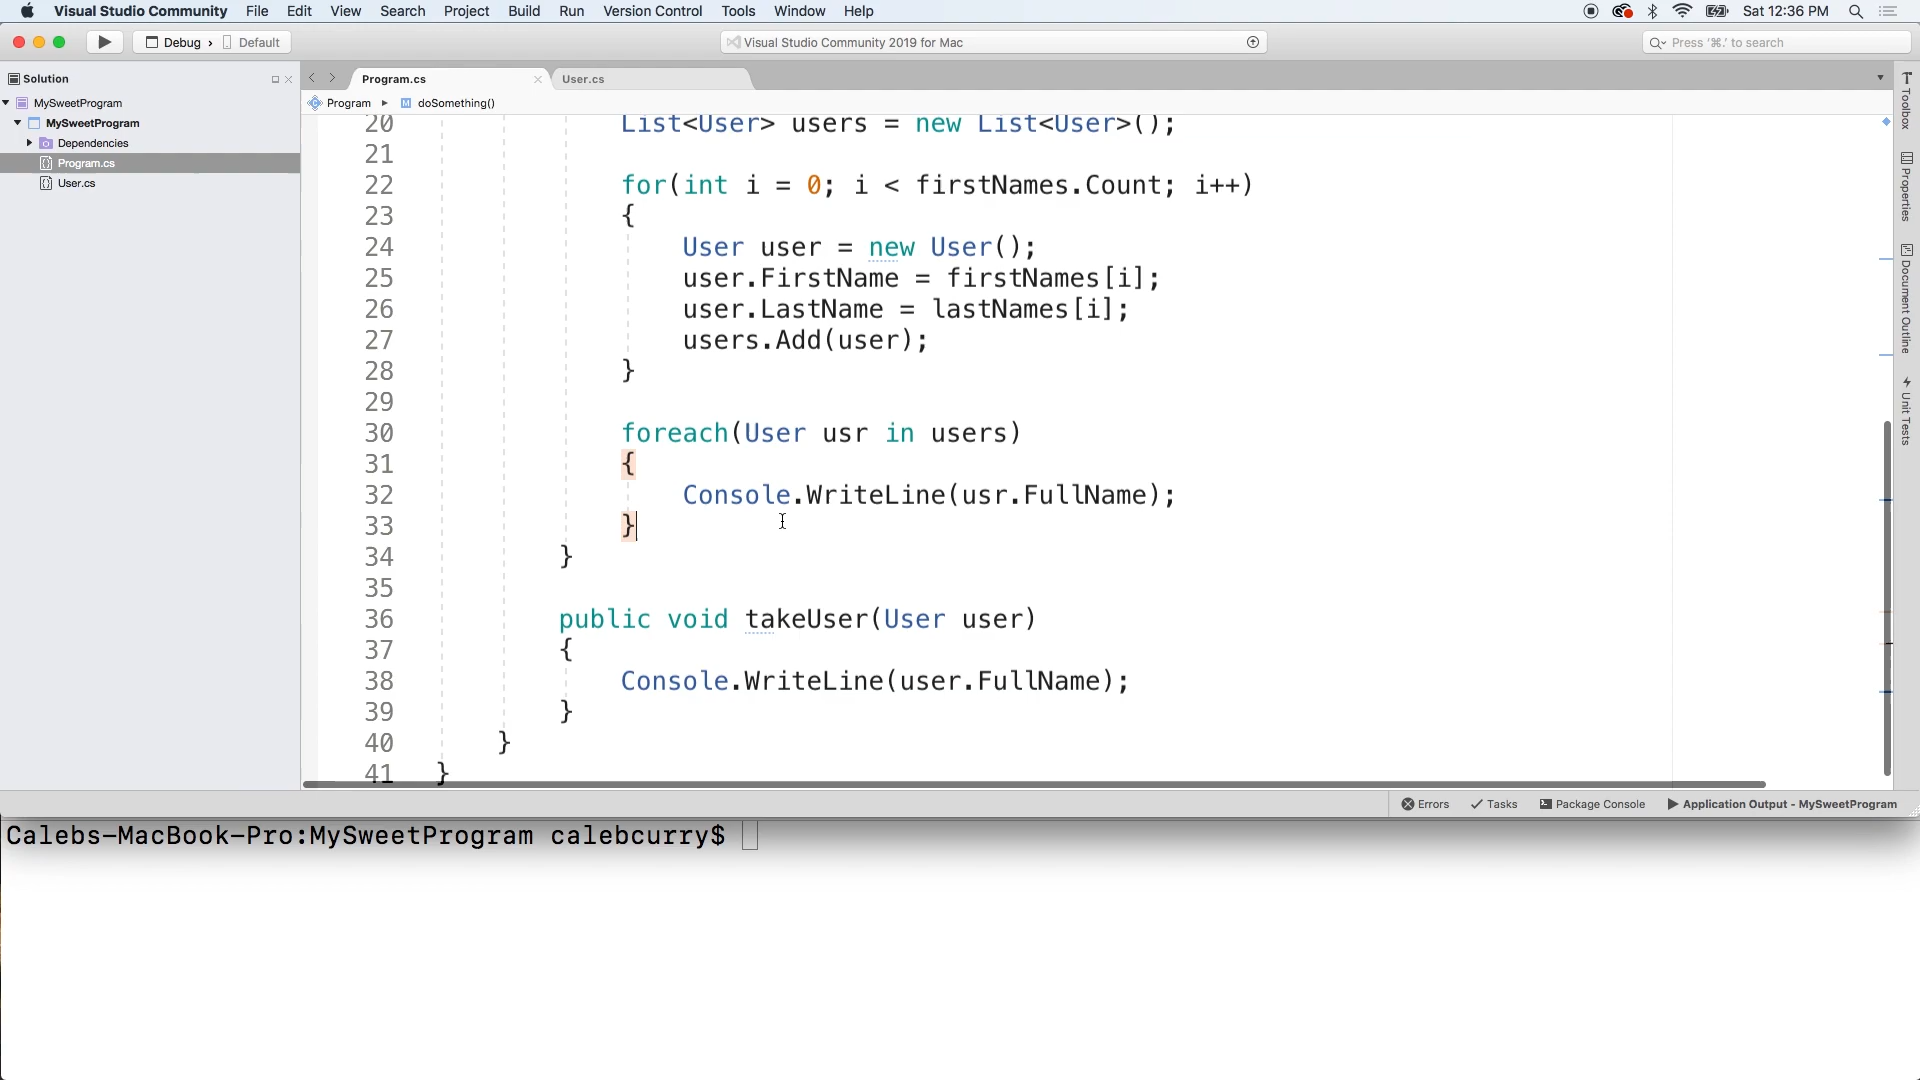 Visual Studio Community File Edit View Search Project Build Run Version Control Tools Window Help Sat 12:36 PM
Debug › Default Visual Studio Community 2019 for Mac Press ‘⌘.’ to search
Solution
Program.cs User.cs
MySweetProgram
MySweetProgram
Dependencies
Program.cs
User.cs
Program doSomething()
20 List<User> users = new List<User>();
21
22 for(int i = 0; i < firstNames.Count; i++)
23 {
24 User user = new User();
25 user.FirstName = firstNames[i];
26 user.LastName = lastNames[i];
27 users.Add(user);
28 }
29
30 foreach(User usr in users)
31 {
32 Console.WriteLine(usr.FullName);
33 }
34 }
35
36 public void takeUser(User user)
37 {
38 Console.WriteLine(user.FullName);
39 }
40 }
41 }
Toolbox
Properties
Document Outline
Unit Tests
Errors Tasks Package Console Application Output - MySweetProgram
Calebs-MacBook-Pro:MySweetProgram calebcurry$